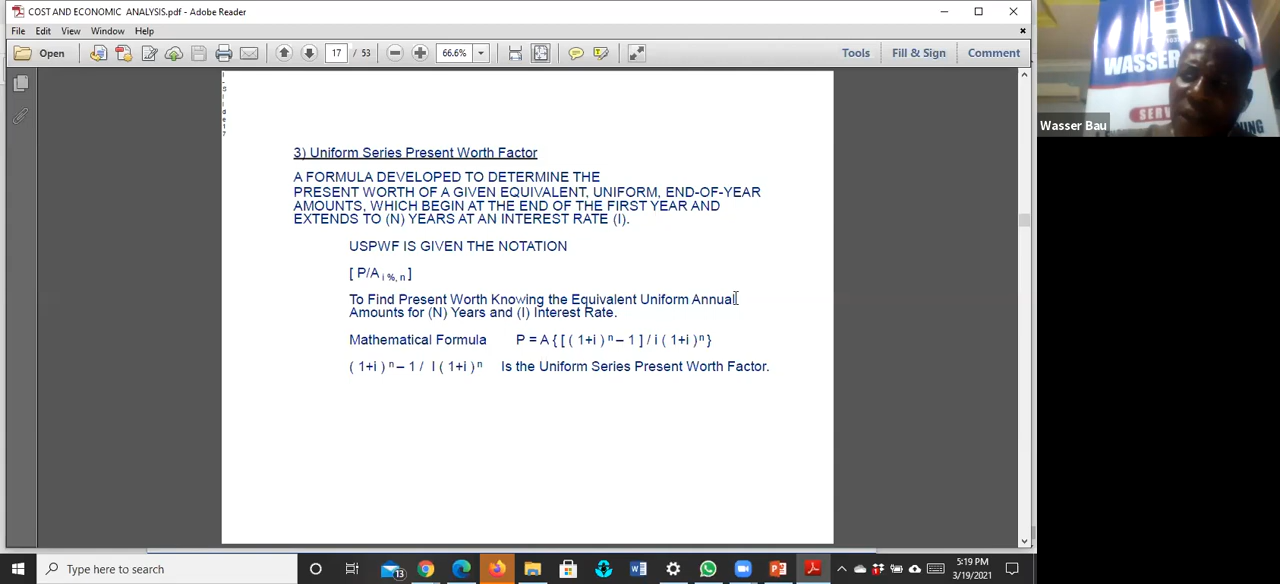 COST AND ECONOMIC ANALYSIS.pdf - Adobe Reader
File Edit View Window Help
Open 17 / 53 66.6% Tools Fill & Sign Comment
3) Uniform Series Present Worth Factor
A FORMULA DEVELOPED TO DETERMINE THE
PRESENT WORTH OF A GIVEN EQUIVALENT, UNIFORM, END-OF-YEAR
AMOUNTS, WHICH BEGIN AT THE END OF THE FIRST YEAR AND
EXTENDS TO (N) YEARS AT AN INTEREST RATE (I).
USPWF IS GIVEN THE NOTATION
[ P/A i %, n ]
To Find Present Worth Knowing the Equivalent Uniform Annual
Amounts for (N) Years and (I) Interest Rate.
Mathematical Formula P = A { [ ( 1+i ) n – 1 ] / i ( 1+i ) n }
( 1+i ) n – 1 / I ( 1+i ) n Is the Uniform Series Present Worth Factor.
WASSER
SERV
NING
Wasser Bau
Type here to search
13
5:19 PM
3/19/2021